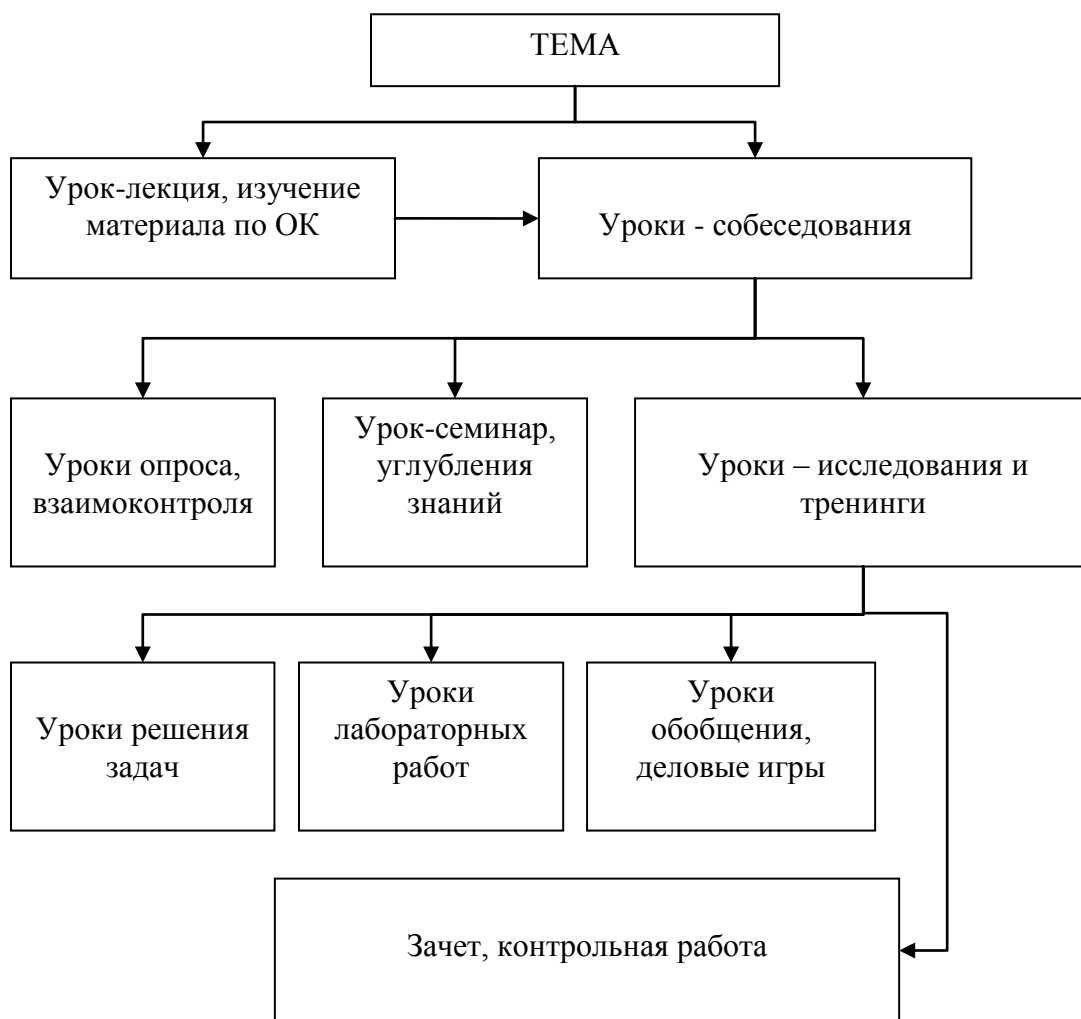 ТЕМА
Урок-лекция, изучение
материала по ОК
Уроки - собеседования
Уроки опроса,
взаимоконтроля
Урок-семинар,
углубления
знаний
Уроки – исследования и
тренинги
Уроки решения
задач
Уроки
лабораторных
работ
Уроки
обобщения,
деловые игры
Зачет, контрольная работа